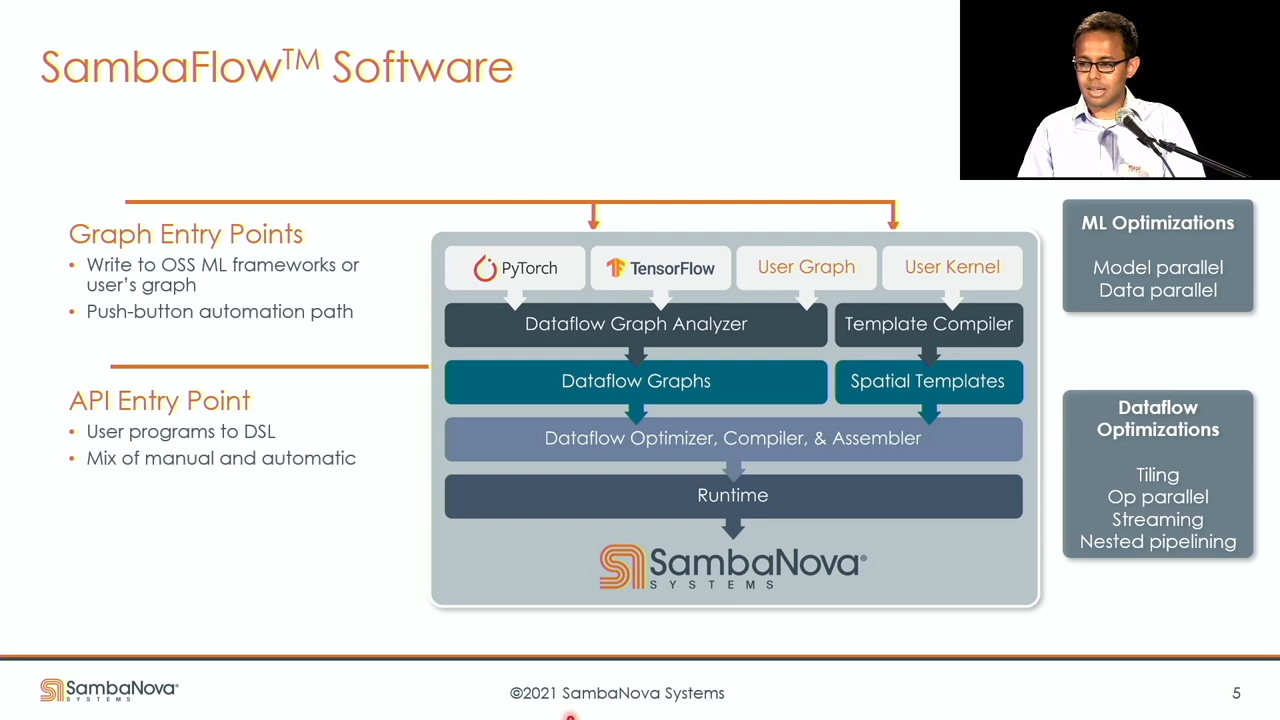 SambaFlow™ Software
Graph Entry Points
• Write to OSS ML frameworks or
user's graph
• Push-button automation path
API Entry Point
• User programs to DSL
• Mix of manual and automatic
PyTorch
TensorFlow
User Graph
User Kernel
Dataflow Graph Analyzer
Template Compiler
Dataflow Graphs
Spatial Templates
Dataflow Optimizer, Compiler, & Assembler
Runtime
SambaNova®
SYSTEMS
ML Optimizations
Model parallel
Data parallel
Dataflow
Optimizations
Tiling
Op parallel
Streaming
Nested pipelining
SambaNova®
SYSTEMS
©2021 SambaNova Systems
5